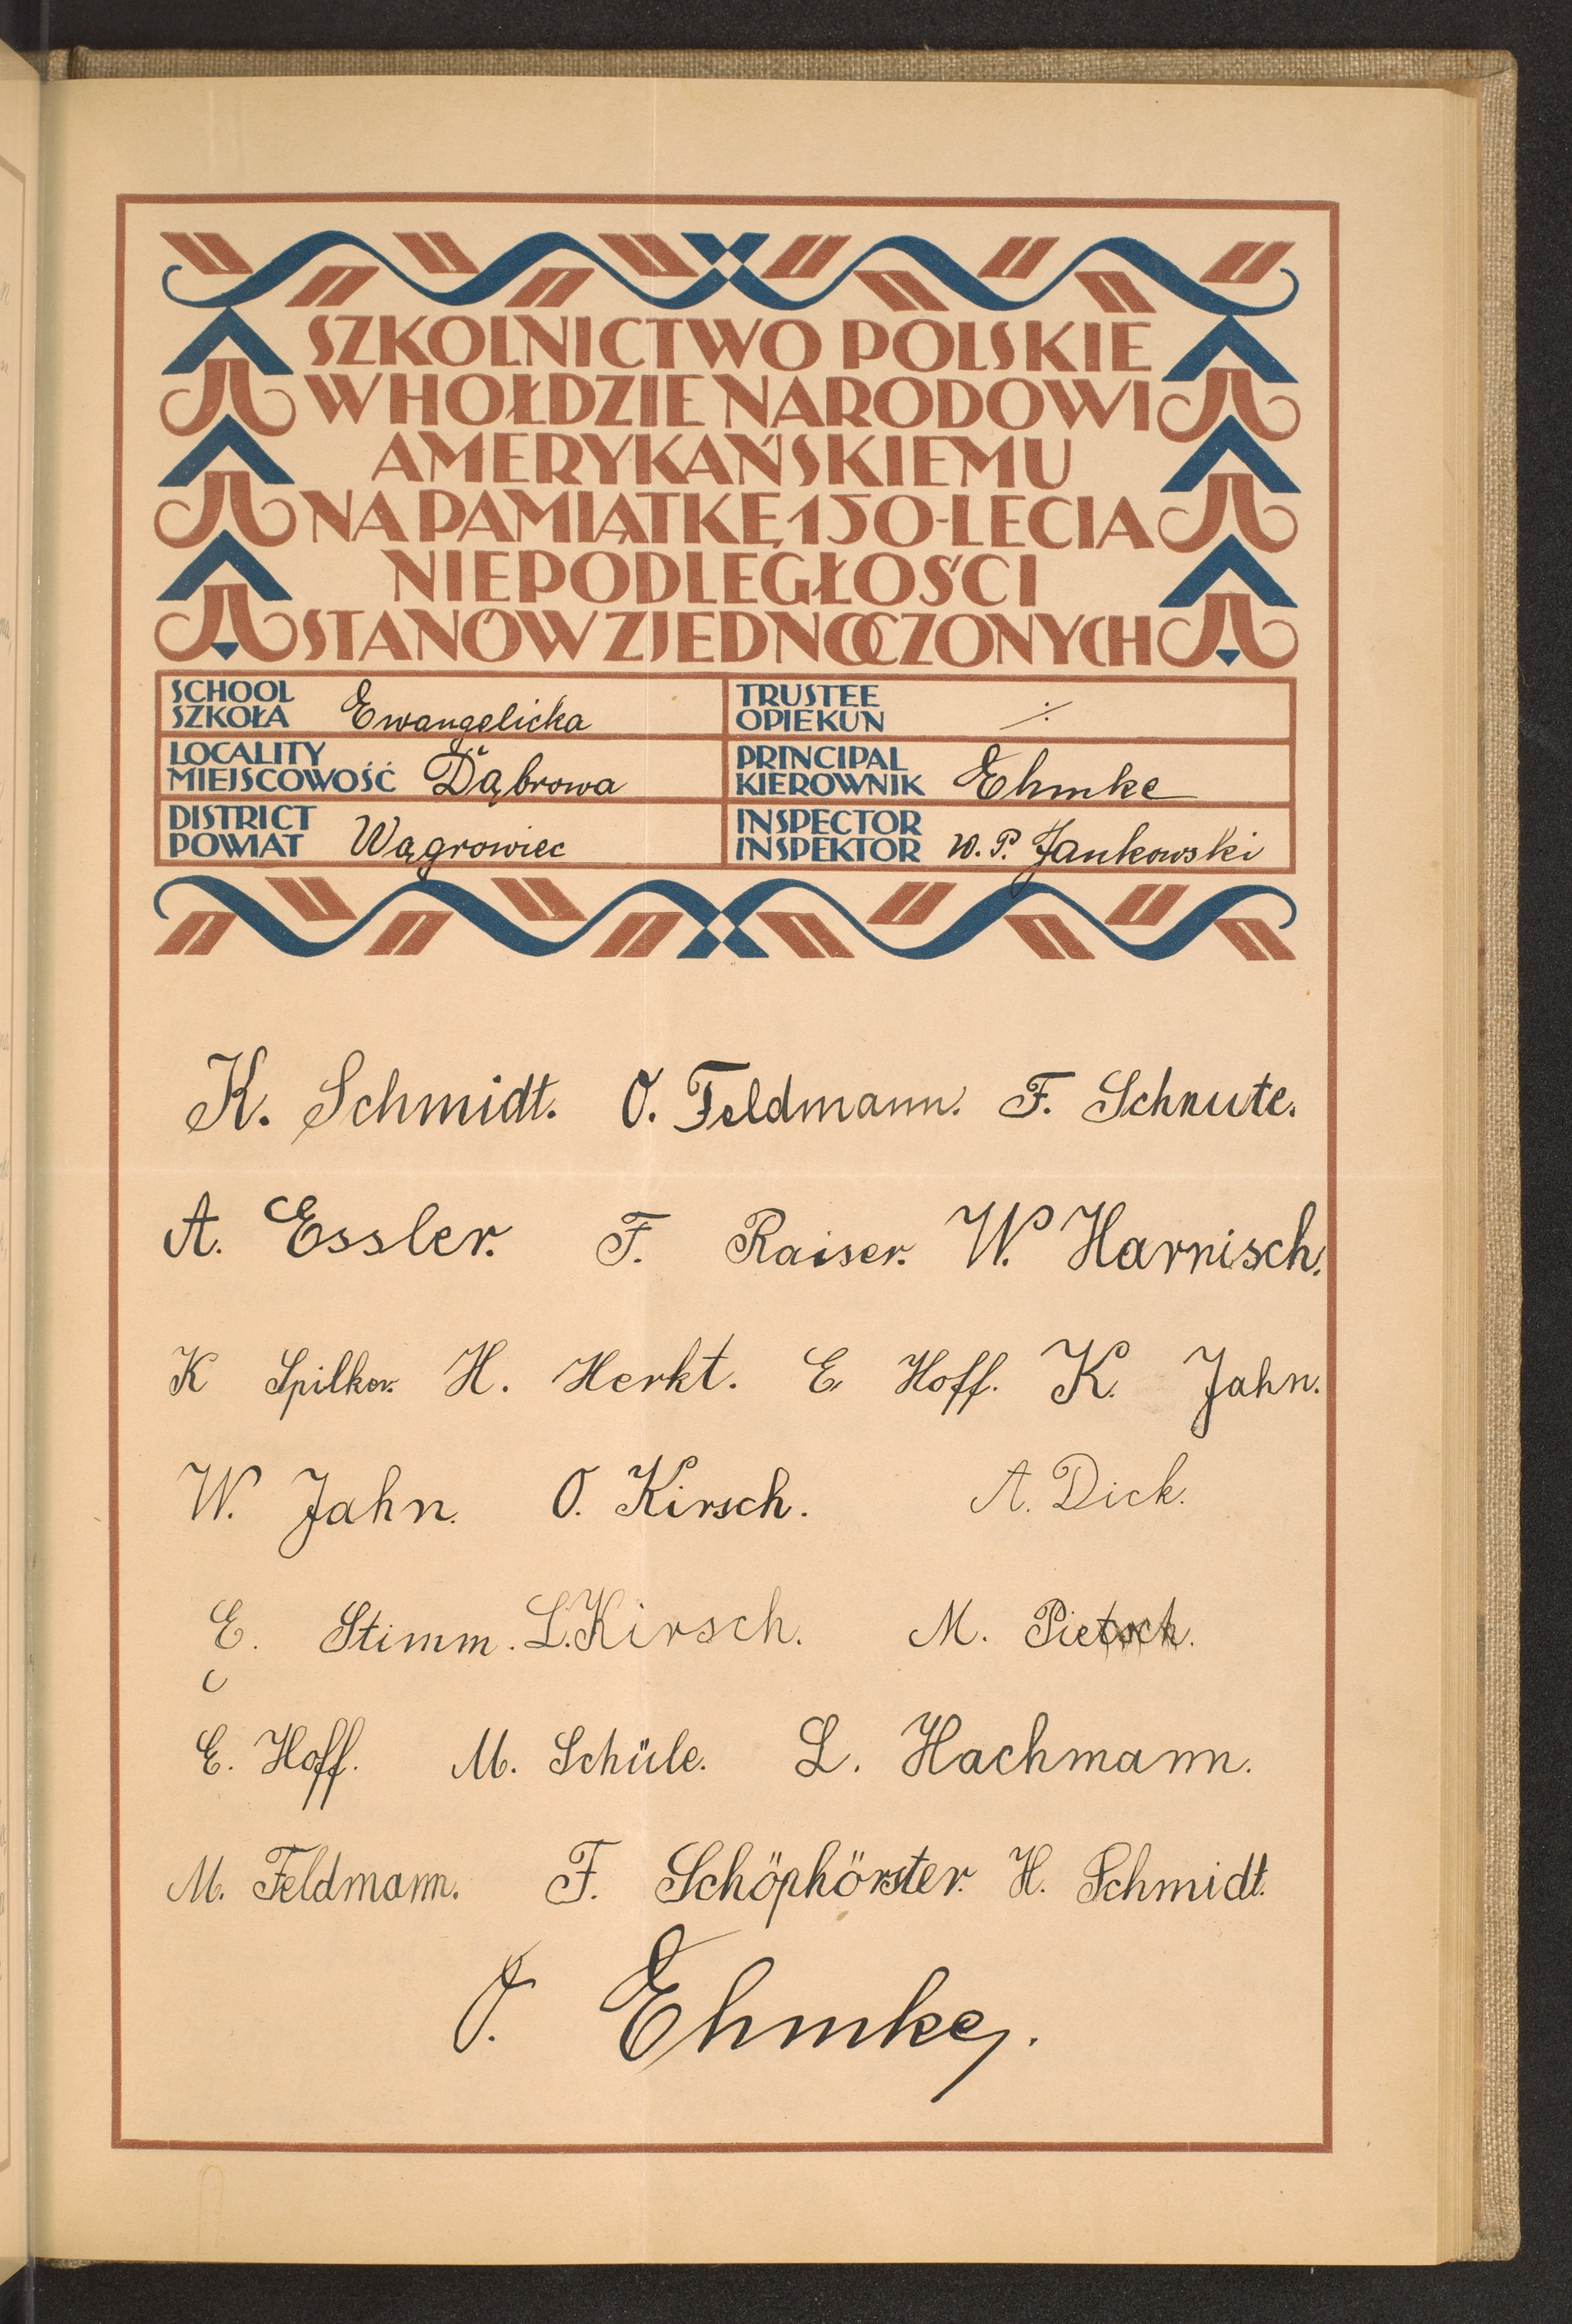 SZKOLNICTWO POLSKIE
W HOŁDZIE NARODOWI
AMERYKAŃSKIEMU
NA PAMIĄTKĘ 150-LECIA
NIEPODLEGŁOŚCI
STANÓW ZJEDNOCZONYCH
SCHOOL
SZKOŁA Ewangelicka
TRUSTEE
OPIEKUN ⁒
LOCALITY
MIEJSCOWOŚĆ Dąbrowa
PRINCIPAL
KIEROWNIK Ehmke
DISTRICT
POWIAT Wągrowiec
INSPECTOR
INSPEKTOR W. P. Jankowski
K. Schmidt. O. Feldmann. F. Schnute.
A. Essler. F. Raiser. W. Harnisch.
K Spilker. H. Herkt. E. Hoff. K. Jahn.
W. Jahn. O. Kirsch. A. Dick.
E. Stimm. L. Kirsch. M. Pietsch.
E. Hoff. M. Schüle. L. Hachmann.
M. Feldmann. F. Schöphörster. H. Schmidt.
O. Ehmke.